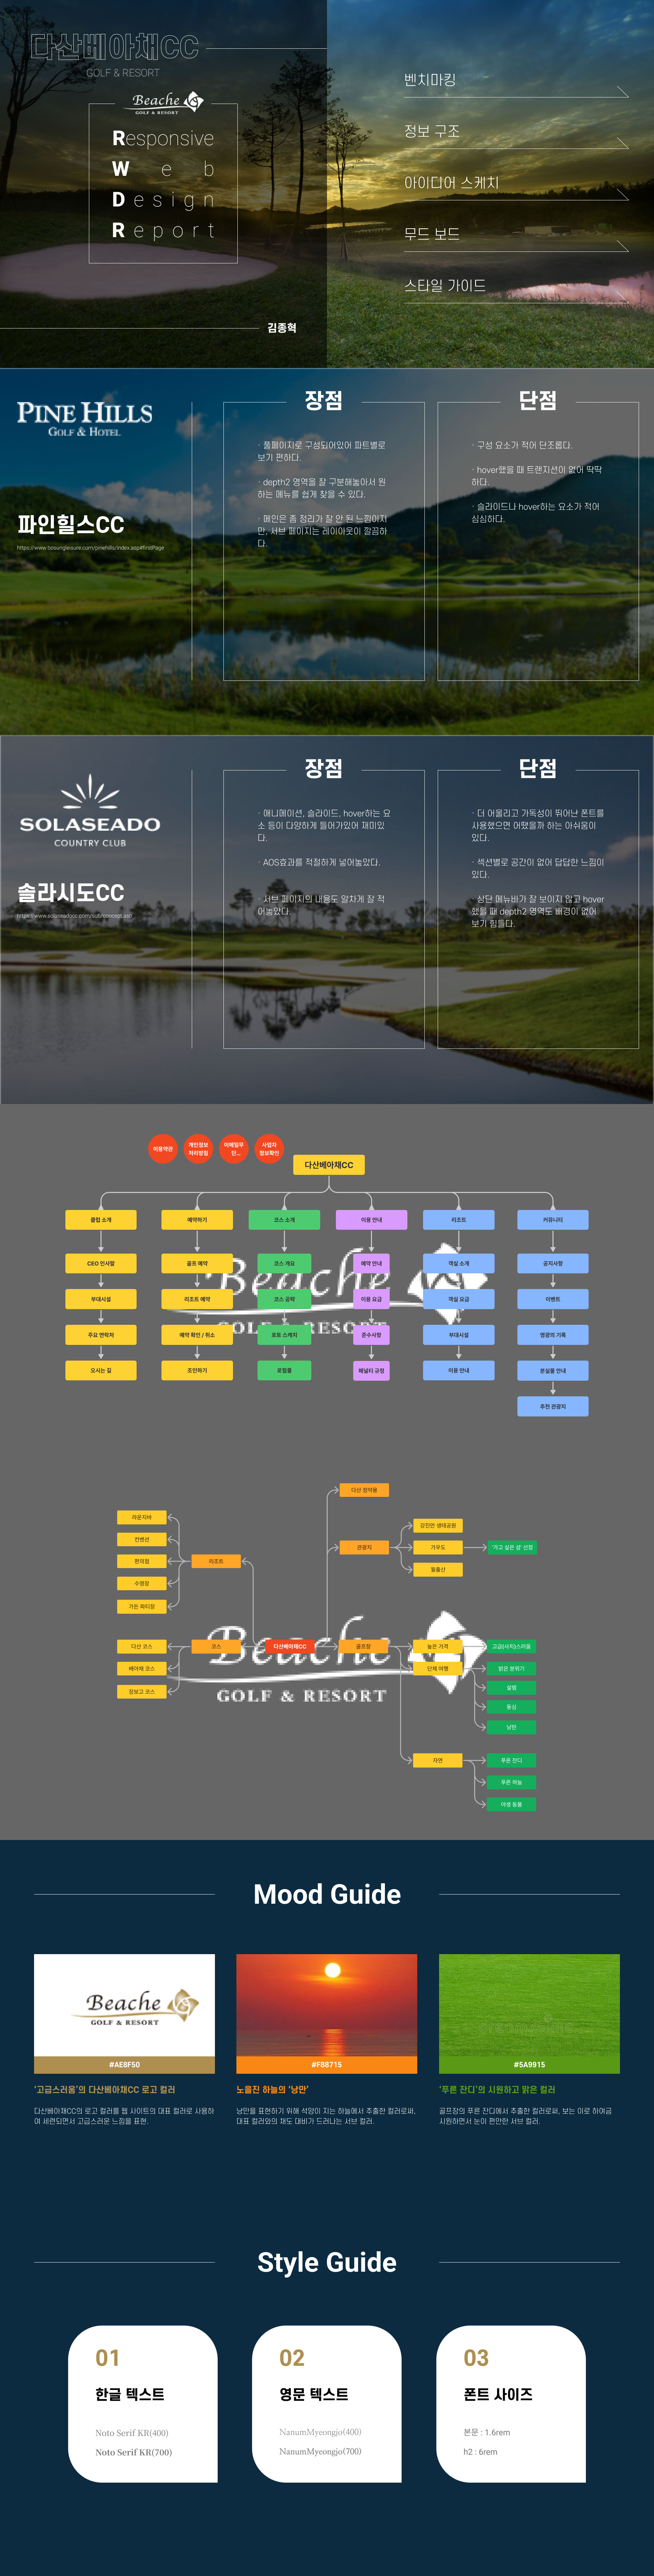 다산베아채CC
GOLF & RESORT
Beache
GOLF & RESORT
Responsive
Web
Design
Report
김종혁
벤치마킹
정보 구조
아이디어 스케치
무드 보드
스타일 가이드
PINE HILLS
GOLF & HOTEL
파인힐스CC
https://www.bosungleisure.com/pinehills/index.asp#firstPage
장점
· 풀페이지로 구성되어있어 파트별로
보기 편하다.
· depth2 영역을 잘 구분해놓아서 원
하는 메뉴를 쉽게 찾을 수 있다.
· 메인은 좀 정리가 잘 안 된 느낌이지
만, 서브 페이지는 레이아웃이 깔끔하
다.
단점
· 구성 요소가 적어 단조롭다.
· hover했을 때 트랜지션이 없어 딱딱
하다.
· 슬라이드나 hover하는 요소가 적어
심심하다.
SOLASEADO
COUNTRY CLUB
솔라시도CC
장점
· 애니메이션, 슬라이드, hover하는 요
소 등이 다양하게 들어가있어 재미있
다.
· AOS효과를 적절하게 넣어놓았다.
· 서브 페이지의 내용도 알차게 잘 적
어놓았다.
단점
· 더 어울리고 가독성이 뛰어난 폰트를
사용했으면 어땠을까 하는 아쉬움이
있다.
· 섹션별로 공간이 없어 답답한 느낌이
있다.
· 상단 메뉴바가 잘 보이지 않고 hover
했을 때 depth2 영역도 배경이 없어
보기 힘들다.
이용약관
개인정보
처리방침
이메일무
단...
사업자
정보확인
다산베아채CC
클럽 소개
예약하기
코스 소개
이용 안내
리조트
커뮤니티
CEO 인사말
골프 예약
코스 개요
예약 안내
객실 소개
공지사항
Beache
부대시설
리조트 예약
코스 공략
이용 요금
객실 요금
이벤트
GOLF & RESORT
주요 연락처
예약 확인 / 취소
포토 스케치
준수사항
부대시설
영광의 기록
오시는 길
조인하기
로컬룰
패널티 규정
이용 안내
분실물 안내
추천 관광지
다산 정약용
라운지바
컨벤션
편의점
수영장
가든 파티장
리조트
관광지
강진만 생태공원
가우도
월출산
'가고 싶은 섬' 선정
다산 코스
베아채 코스
장보고 코스
코스
다산베아채CC
골프장
높은 가격
단체 여행
고급(사치)스러움
밝은 분위기
설렘
동심
낭만
Beache
GOLF & RESORT
자연
푸른 잔디
푸른 하늘
야생 동물
Mood Guide
Beache
GOLF & RESORT
#AE8F50
#F88715
#5A9915
'고급스러움'의 다산베아채CC 로고 컬러
다산베아채CC의 로고 컬러를 웹 사이트의 대표 컬러로 사용하
여 세련되면서 고급스러운 느낌을 표현.
노을진 하늘의 '낭만'
낭만을 표현하기 위해 석양이 지는 하늘에서 추출한 컬러로써,
대표 컬러와의 채도 대비가 드러나는 서브 컬러.
'푸른 잔디'의 시원하고 맑은 컬러
골프장의 푸른 잔디에서 추출한 컬러로써, 보는 이로 하여금
시원하면서 눈이 편안한 서브 컬러.
Style Guide
01
한글 텍스트
Noto Serif KR(400)
Noto Serif KR(700)
02
영문 텍스트
NanumMyeongjo(400)
NanumMyeongjo(700)
03
폰트 사이즈
본문 : 1.6rem
h2 : 6rem